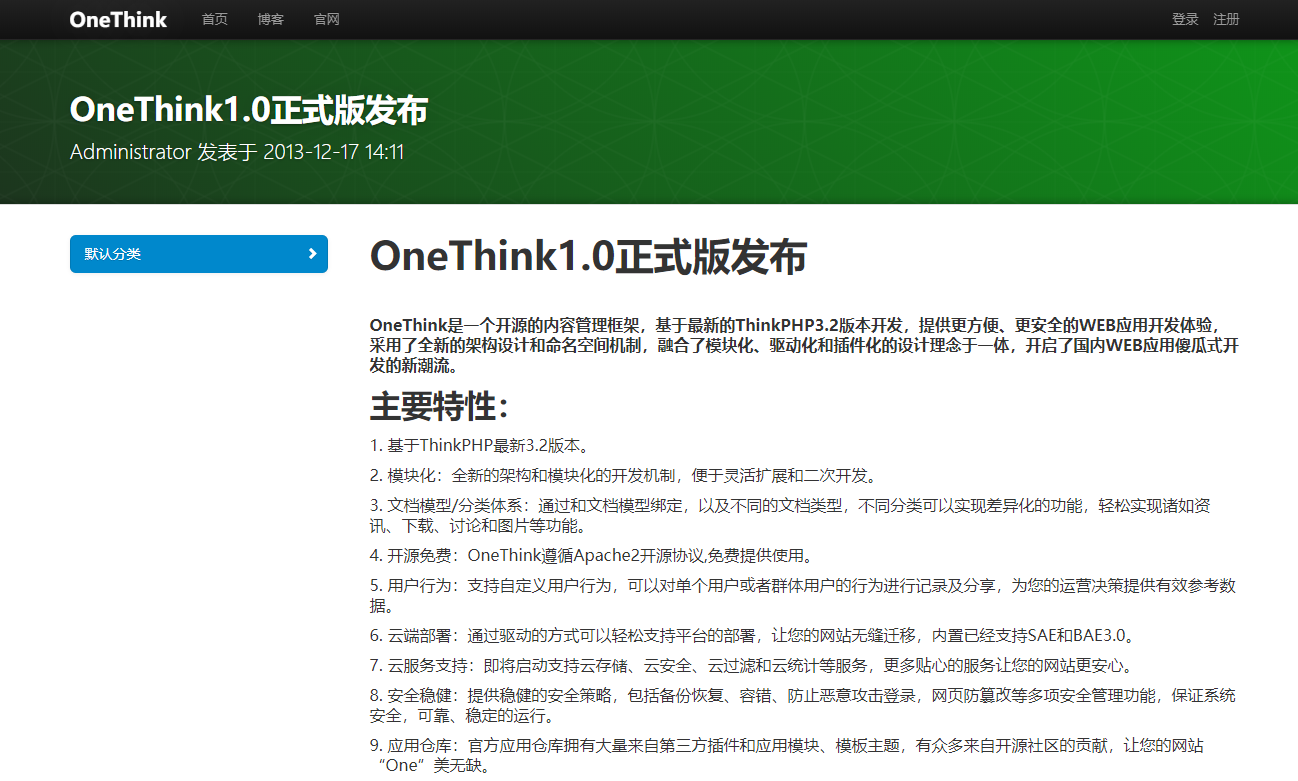 OneThink 首页 博客 官网 登录 注册
OneThink1.0正式版发布
Administrator 发表于 2013-12-17 14:11
默认分类
OneThink1.0正式版发布
OneThink是一个开源的内容管理框架，基于最新的ThinkPHP3.2版本开发，提供更方便、更安全的WEB应用开发体验，
采用了全新的架构设计和命名空间机制，融合了模块化、驱动化和插件化的设计理念于一体，开启了国内WEB应用傻瓜式开
发的新潮流。
主要特性：
1. 基于ThinkPHP最新3.2版本。
2. 模块化：全新的架构和模块化的开发机制，便于灵活扩展和二次开发。
3. 文档模型/分类体系：通过和文档模型绑定，以及不同的文档类型，不同分类可以实现差异化的功能，轻松实现诸如资
讯、下载、讨论和图片等功能。
4. 开源免费：OneThink遵循Apache2开源协议,免费提供使用。
5. 用户行为：支持自定义用户行为，可以对单个用户或者群体用户的行为进行记录及分享，为您的运营决策提供有效参考数
据。
6. 云端部署：通过驱动的方式可以轻松支持平台的部署，让您的网站无缝迁移，内置已经支持SAE和BAE3.0。
7. 云服务支持：即将启动支持云存储、云安全、云过滤和云统计等服务，更多贴心的服务让您的网站更安心。
8. 安全稳健：提供稳健的安全策略，包括备份恢复、容错、防止恶意攻击登录，网页防篡改等多项安全管理功能，保证系统
安全，可靠、稳定的运行。
9. 应用仓库：官方应用仓库拥有大量来自第三方插件和应用模块、模板主题，有众多来自开源社区的贡献，让您的网站
“One”美无缺。